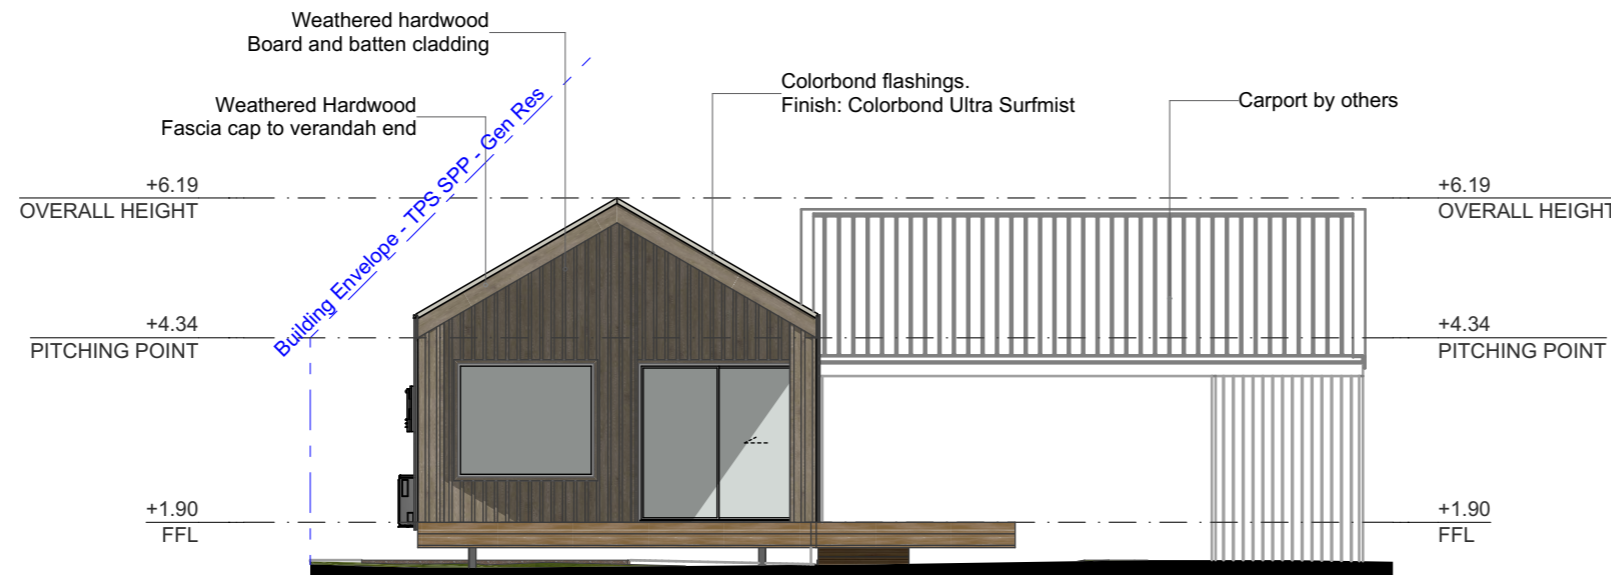 Weathered hardwood
Board and batten cladding
Weathered Hardwood
Fascia cap to verandah end
Building Envelope - TPS SPP - Gen Res
Colorbond flashings.
Finish: Colorbond Ultra Surfmist
Carport by others
+6.19
OVERALL HEIGHT
+6.19
OVERALL HEIGHT
+4.34
PITCHING POINT
+4.34
PITCHING POINT
+1.90
FFL
+1.90
FFL